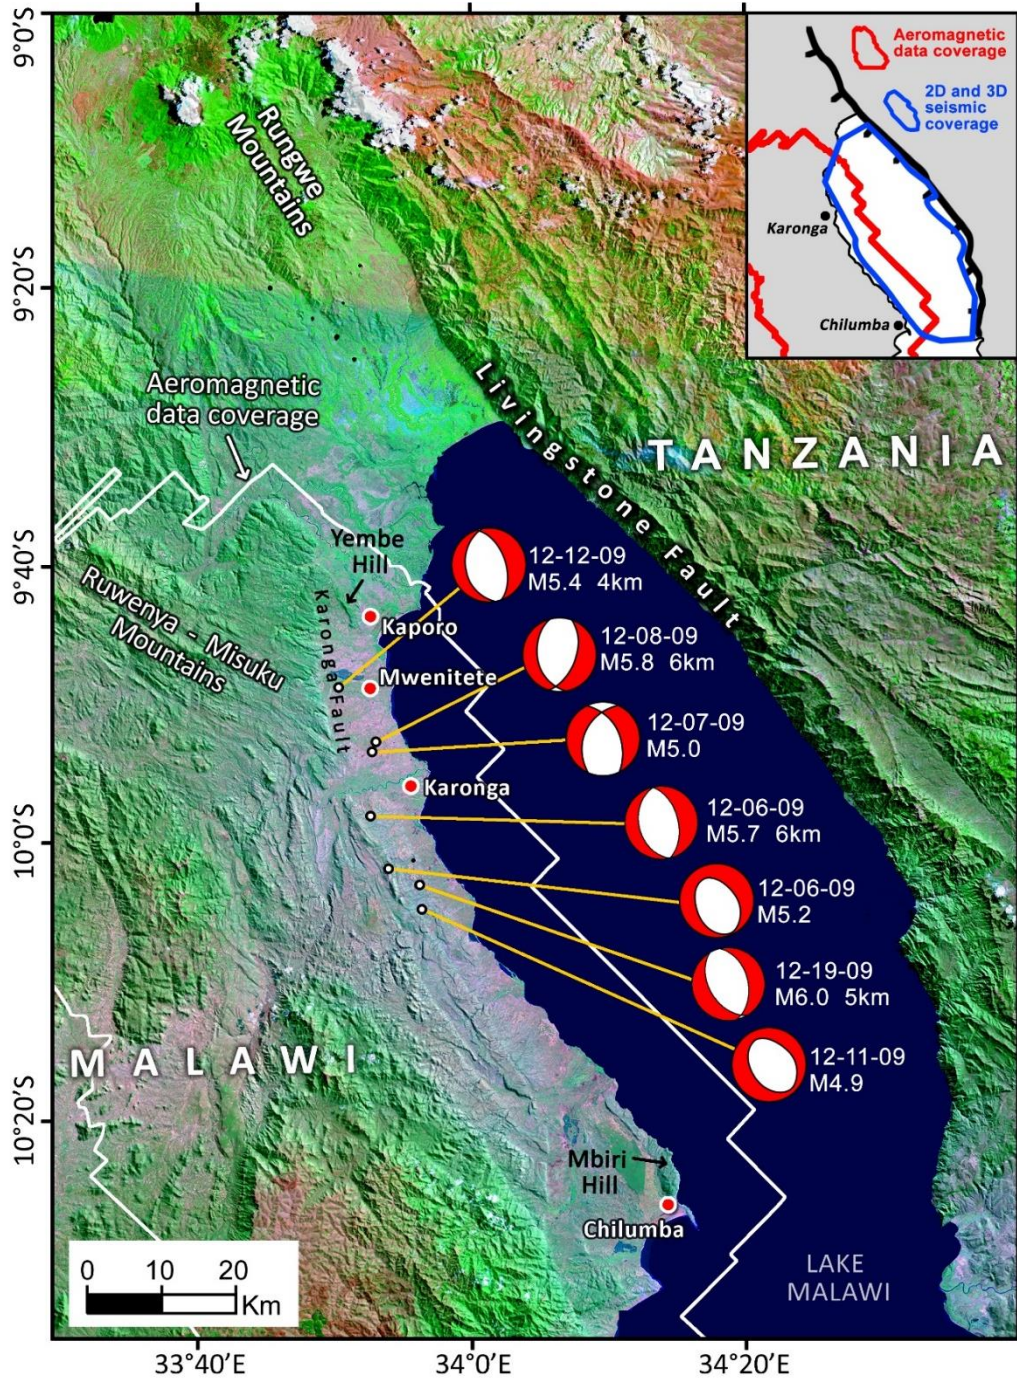 9°0'S
9°20'S
9°40'S
10°0'S
10°20'S
33°40'E
34°0'E
34°20'E
Aeromagnetic
data coverage
2D and 3D
seismic
coverage
Karonga
Chilumba
Rungwe
Mountains
Livingstone Fault
TANZANIA
Aeromagnetic
data coverage
Yembe
Hill
Ruwenya - Misuku
Mountains
Karonga Fault
Kaporo
Mwenitete
Karonga
12-12-09
M5.4 4km
12-08-09
M5.8 6km
12-07-09
M5.0
12-06-09
M5.7 6km
12-06-09
M5.2
12-19-09
M6.0 5km
12-11-09
M4.9
MALAWI
Mbiri
Hill
Chilumba
LAKE
MALAWI
0 10 20
Km